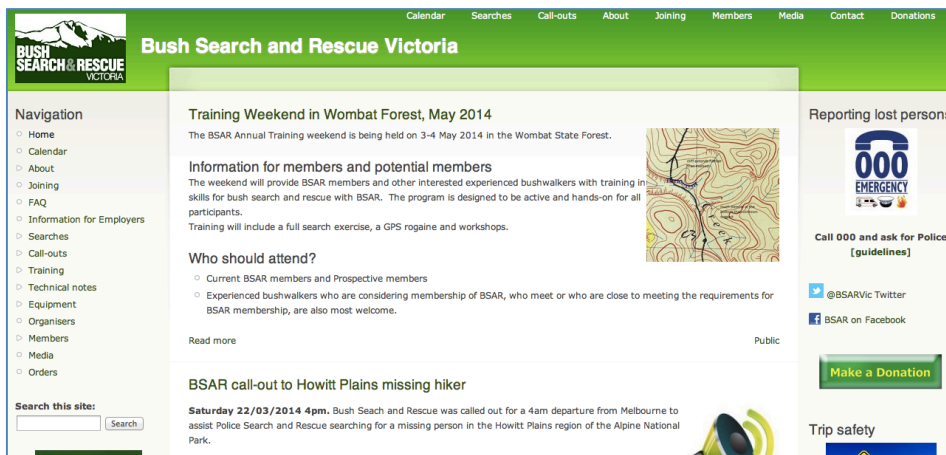 Calendar Searches Call-outs About Joining Members Media Contact Donations
BUSH
SEARCH & RESCUE
VICTORIA
Bush Search and Rescue Victoria
Navigation
Home
Calendar
About
Joining
FAQ
Information for Employers
Searches
Call-outs
Training
Technical notes
Equipment
Organisers
Members
Media
Orders
Search this site:
Search
Training Weekend in Wombat Forest, May 2014
The BSAR Annual Training weekend is being held on 3-4 May 2014 in the Wombat State Forest.
Information for members and potential members
The weekend will provide BSAR members and other interested experienced bushwalkers with training in
skills for bush search and rescue with BSAR. The program is designed to be active and hands-on for all
participants.
Training will include a full search exercise, a GPS rogaine and workshops.
Creek
Who should attend?
Current BSAR members and Prospective members
Experienced bushwalkers who are considering membership of BSAR, who meet or who are close to meeting the requirements for
BSAR membership, are also most welcome.
Read more Public
BSAR call-out to Howitt Plains missing hiker
Saturday 22/03/2014 4pm. Bush Seach and Rescue was called out for a 4am departure from Melbourne to
assist Police Search and Rescue searching for a missing person in the Howitt Plains region of the Alpine National
Park.
Reporting lost persons
000
EMERGENCY
Call 000 and ask for Police
[guidelines]
@BSARVic Twitter
BSAR on Facebook
Make a Donation
Trip safety